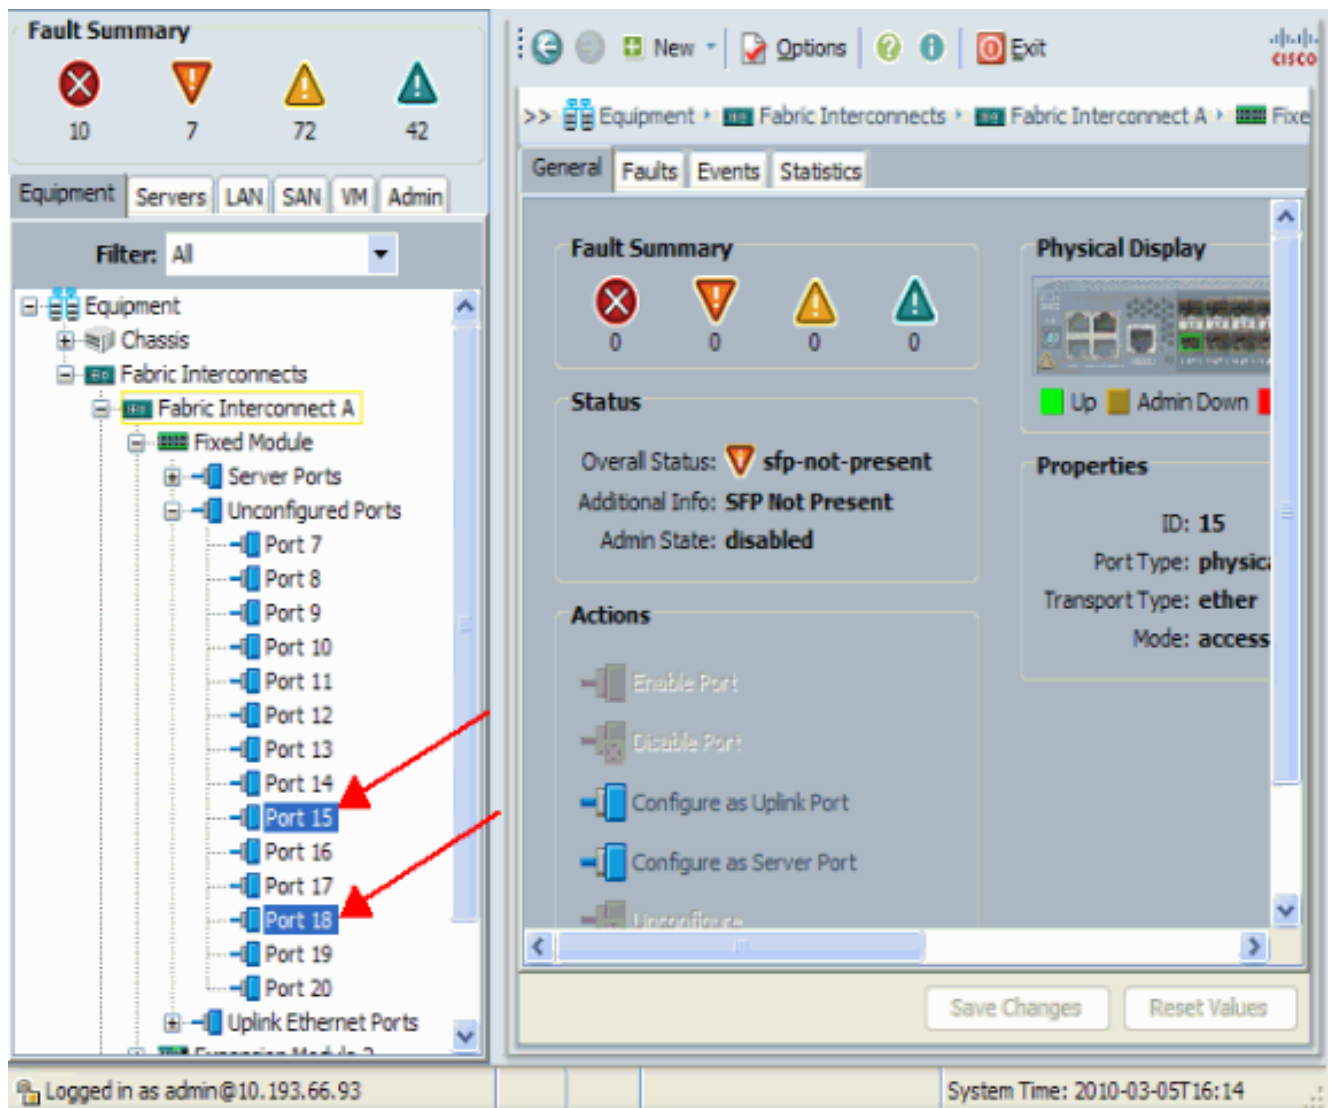 Fault Summary
10 7 72 42
Equipment Servers LAN SAN VM Admin
Filter: All
Equipment
Chassis
Fabric Interconnects
Fabric Interconnect A
Fixed Module
Server Ports
Unconfigured Ports
Port 7
Port 8
Port 9
Port 10
Port 11
Port 12
Port 13
Port 14
Port 15
Port 16
Port 17
Port 18
Port 19
Port 20
Uplink Ethernet Ports
Expansion Module 2
New Options Exit
CISCO
>> Equipment Fabric Interconnects Fabric Interconnect A Fixe
General Faults Events Statistics
Fault Summary
0 0 0 0
Status
Overall Status: sfp-not-present
Additional Info: SFP Not Present
Admin State: disabled
Actions
Enable Port
Disable Port
Configure as Uplink Port
Configure as Server Port
Unconfigure
Physical Display
Up Admin Down
Properties
ID: 15
Port Type: physica
Transport Type: ether
Mode: access
Save Changes Reset Values
Logged in as admin@10.193.66.93
System Time: 2010-03-05T16:14